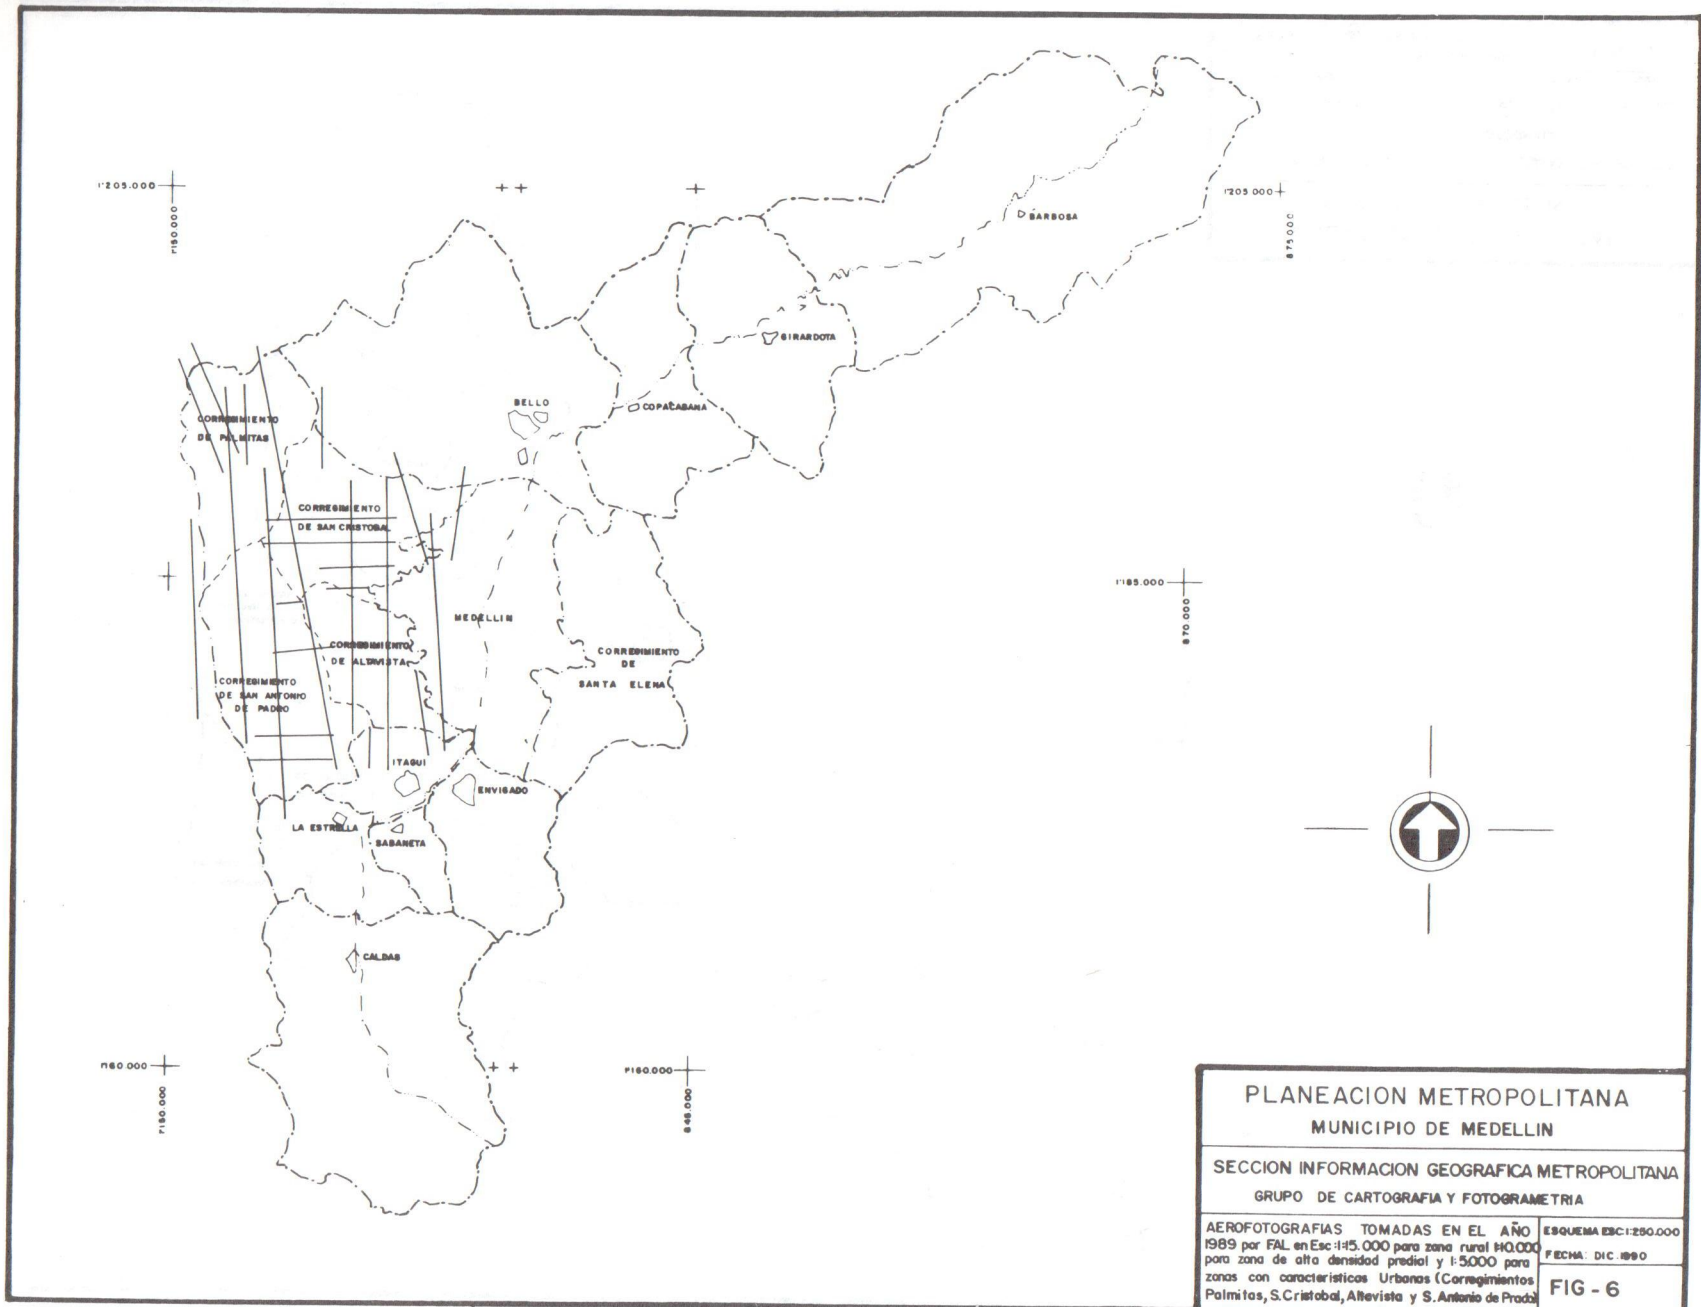 1'205.000
1'150.000
1'205.000
875.000
BARBOSA
GIRARDOTA
COPACABANA
BELLO
CORREGIMIENTO
DE PALMITAS
CORREGIMIENTO
DE SAN CRISTOBAL
1'185.000
870.000
MEDELLIN
CORREGIMIENTO
DE ALTAVISTA
CORREGIMIENTO
DE
SANTA ELENA
CORREGIMIENTO
DE SAN ANTONIO
DE PADRO
ITAGUI
ENVIGADO
LA ESTRELLA
SABANETA
CALDAS
1'160.000
1'150.000
1'160.000
845.000
PLANEACION METROPOLITANA
MUNICIPIO DE MEDELLIN
SECCION INFORMACION GEOGRAFICA METROPOLITANA
GRUPO DE CARTOGRAFIA Y FOTOGRAMETRIA
AEROFOTOGRAFIAS TOMADAS EN EL AÑO
1989 por FAL en Esc:1:15.000 para zona rural 1:10.000
para zona de alta densidad predial y 1:5.000 para
zonas con caracteristicas Urbanas (Corregimientos
Palmitas, S.Cristobal, Altevista y S. Antonio de Prado)
ESQUEMA ESC:1:250.000
FECHA: DIC.1990
FIG - 6